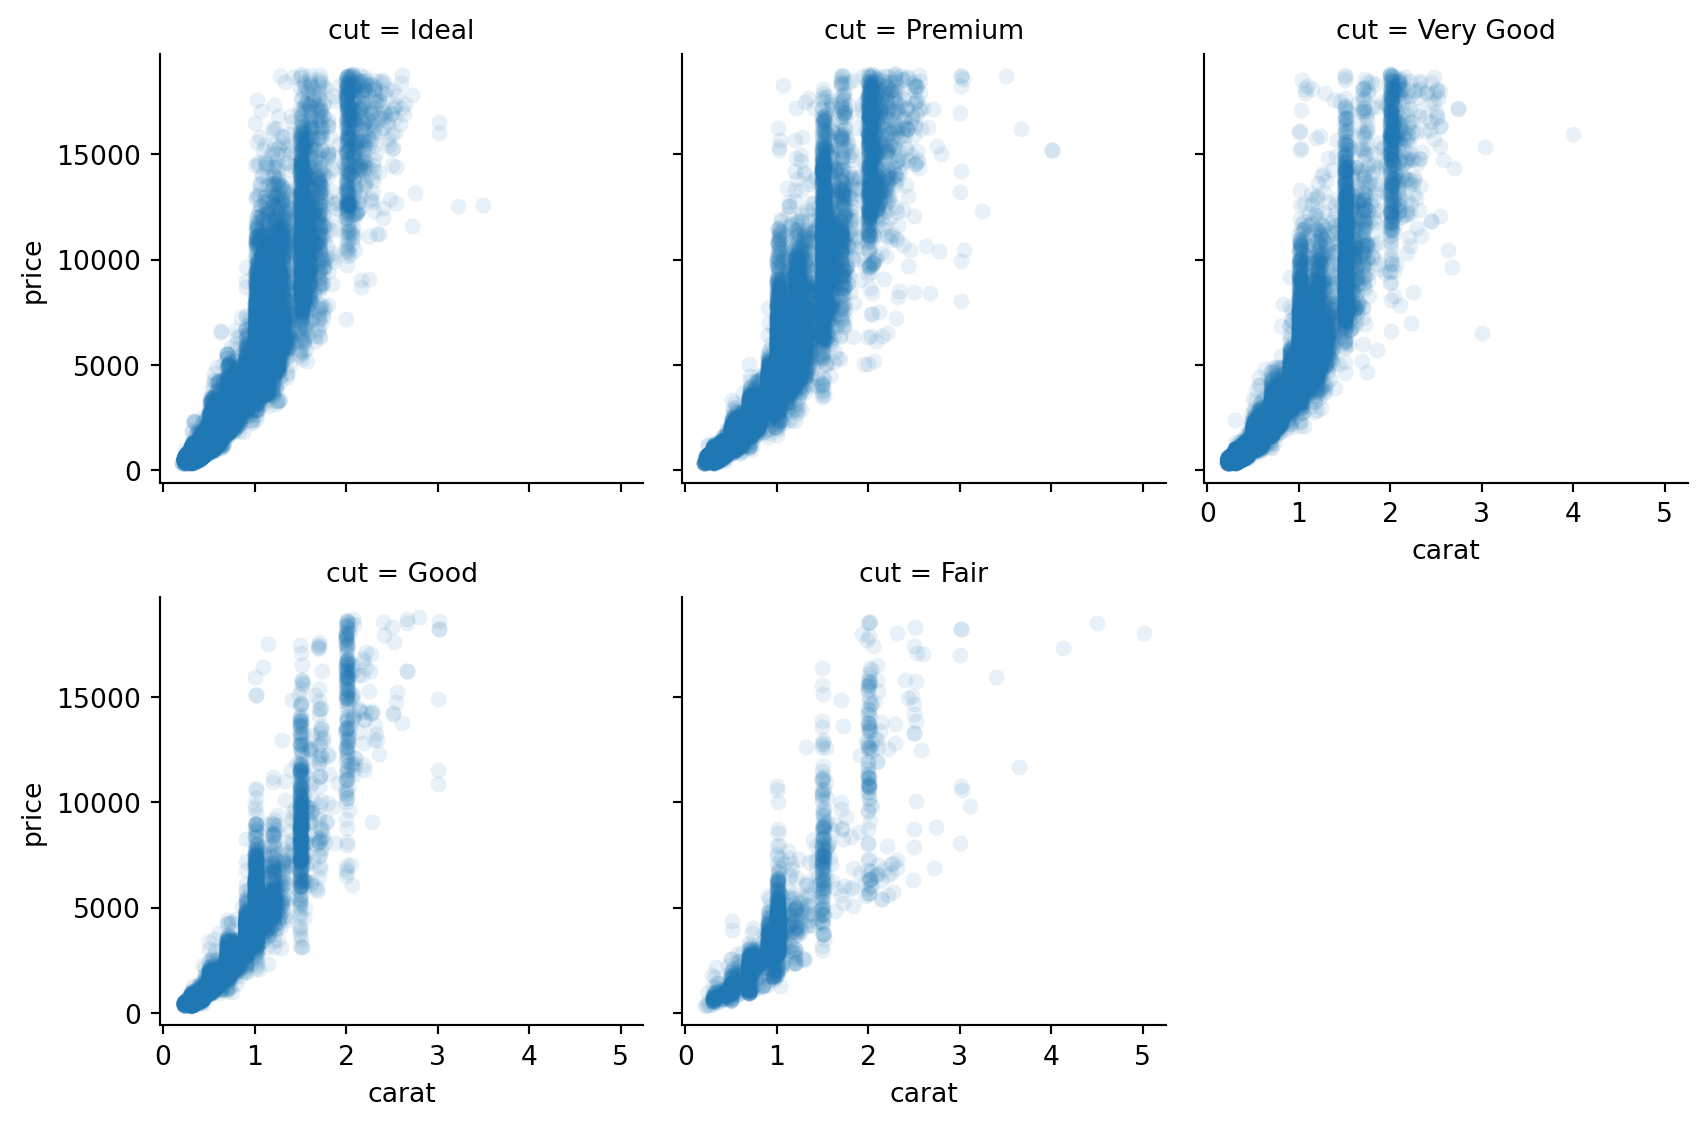 cut = Ideal
cut = Premium
cut = Very Good
price
15000
10000
5000
0
0 1 2 3 4 5
carat
cut = Good
cut = Fair
price
15000
10000
5000
0
0 1 2 3 4 5
carat
0 1 2 3 4 5
carat